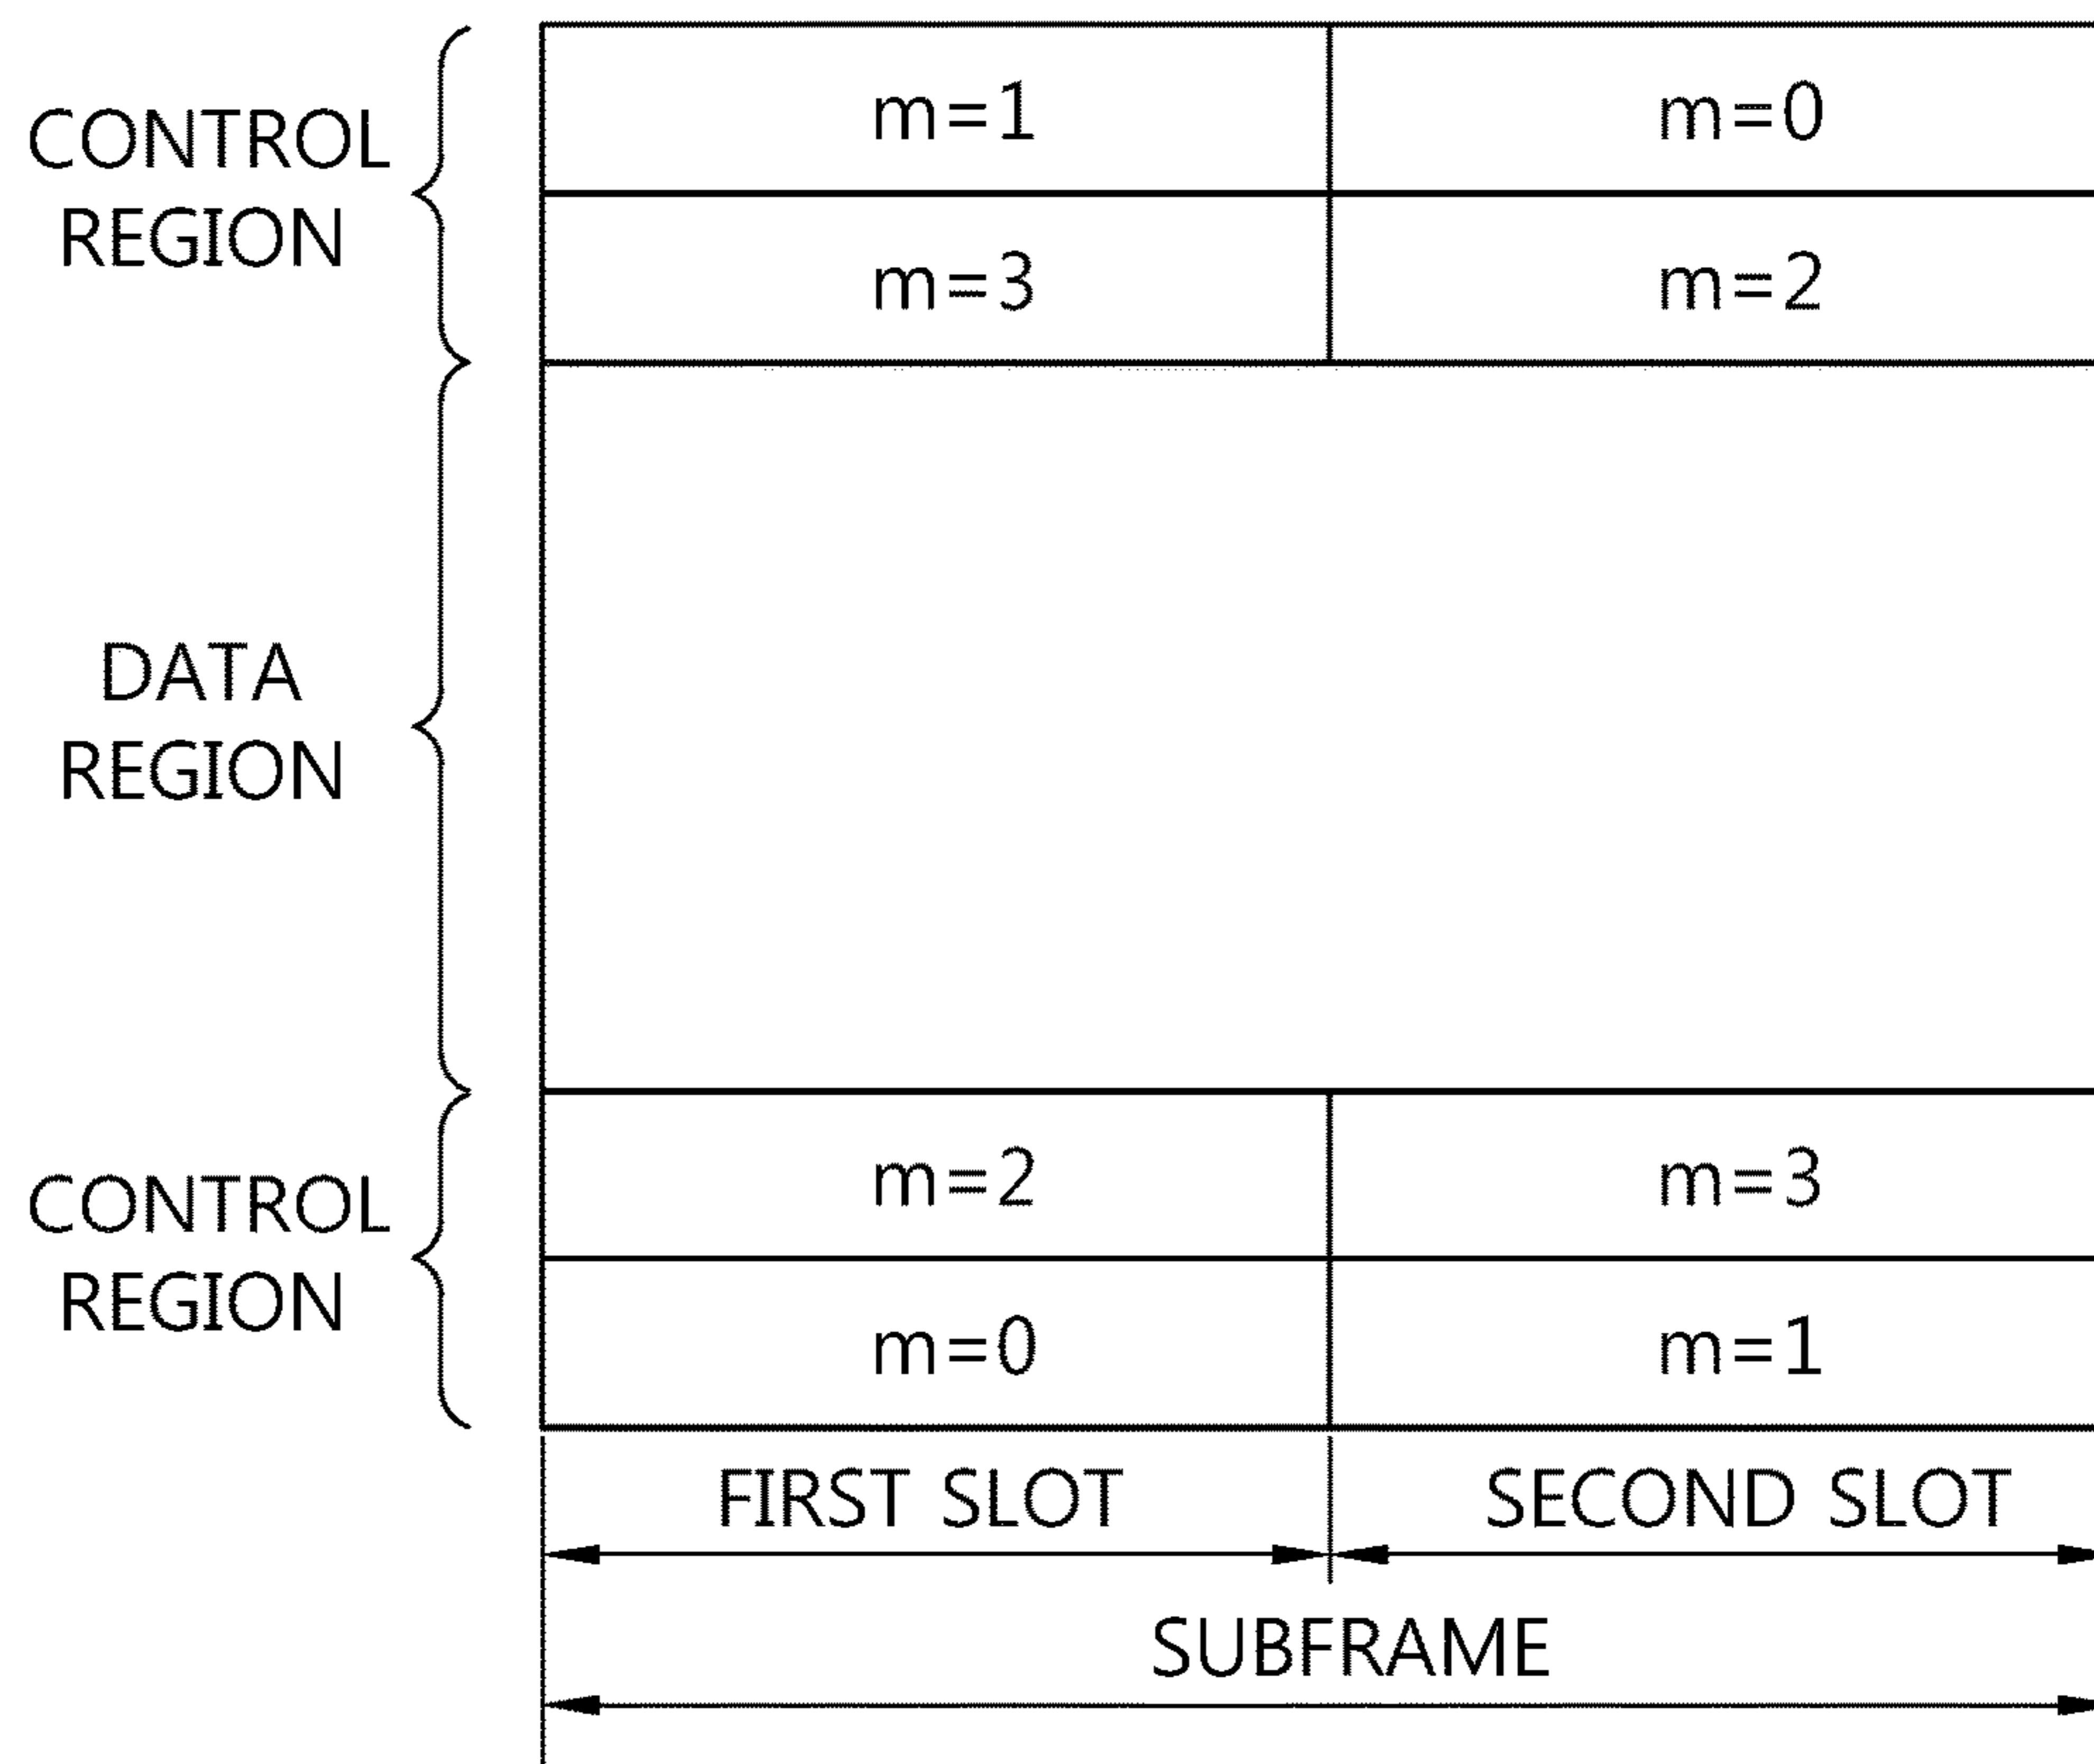 m=1 m=0
CONTROL
REGION
m=3 m=2
DATA
REGION
m=2 m=3
CONTROL
REGION
m=0 m=1
FIRST SLOT SECOND SLOT
SUBFRAME